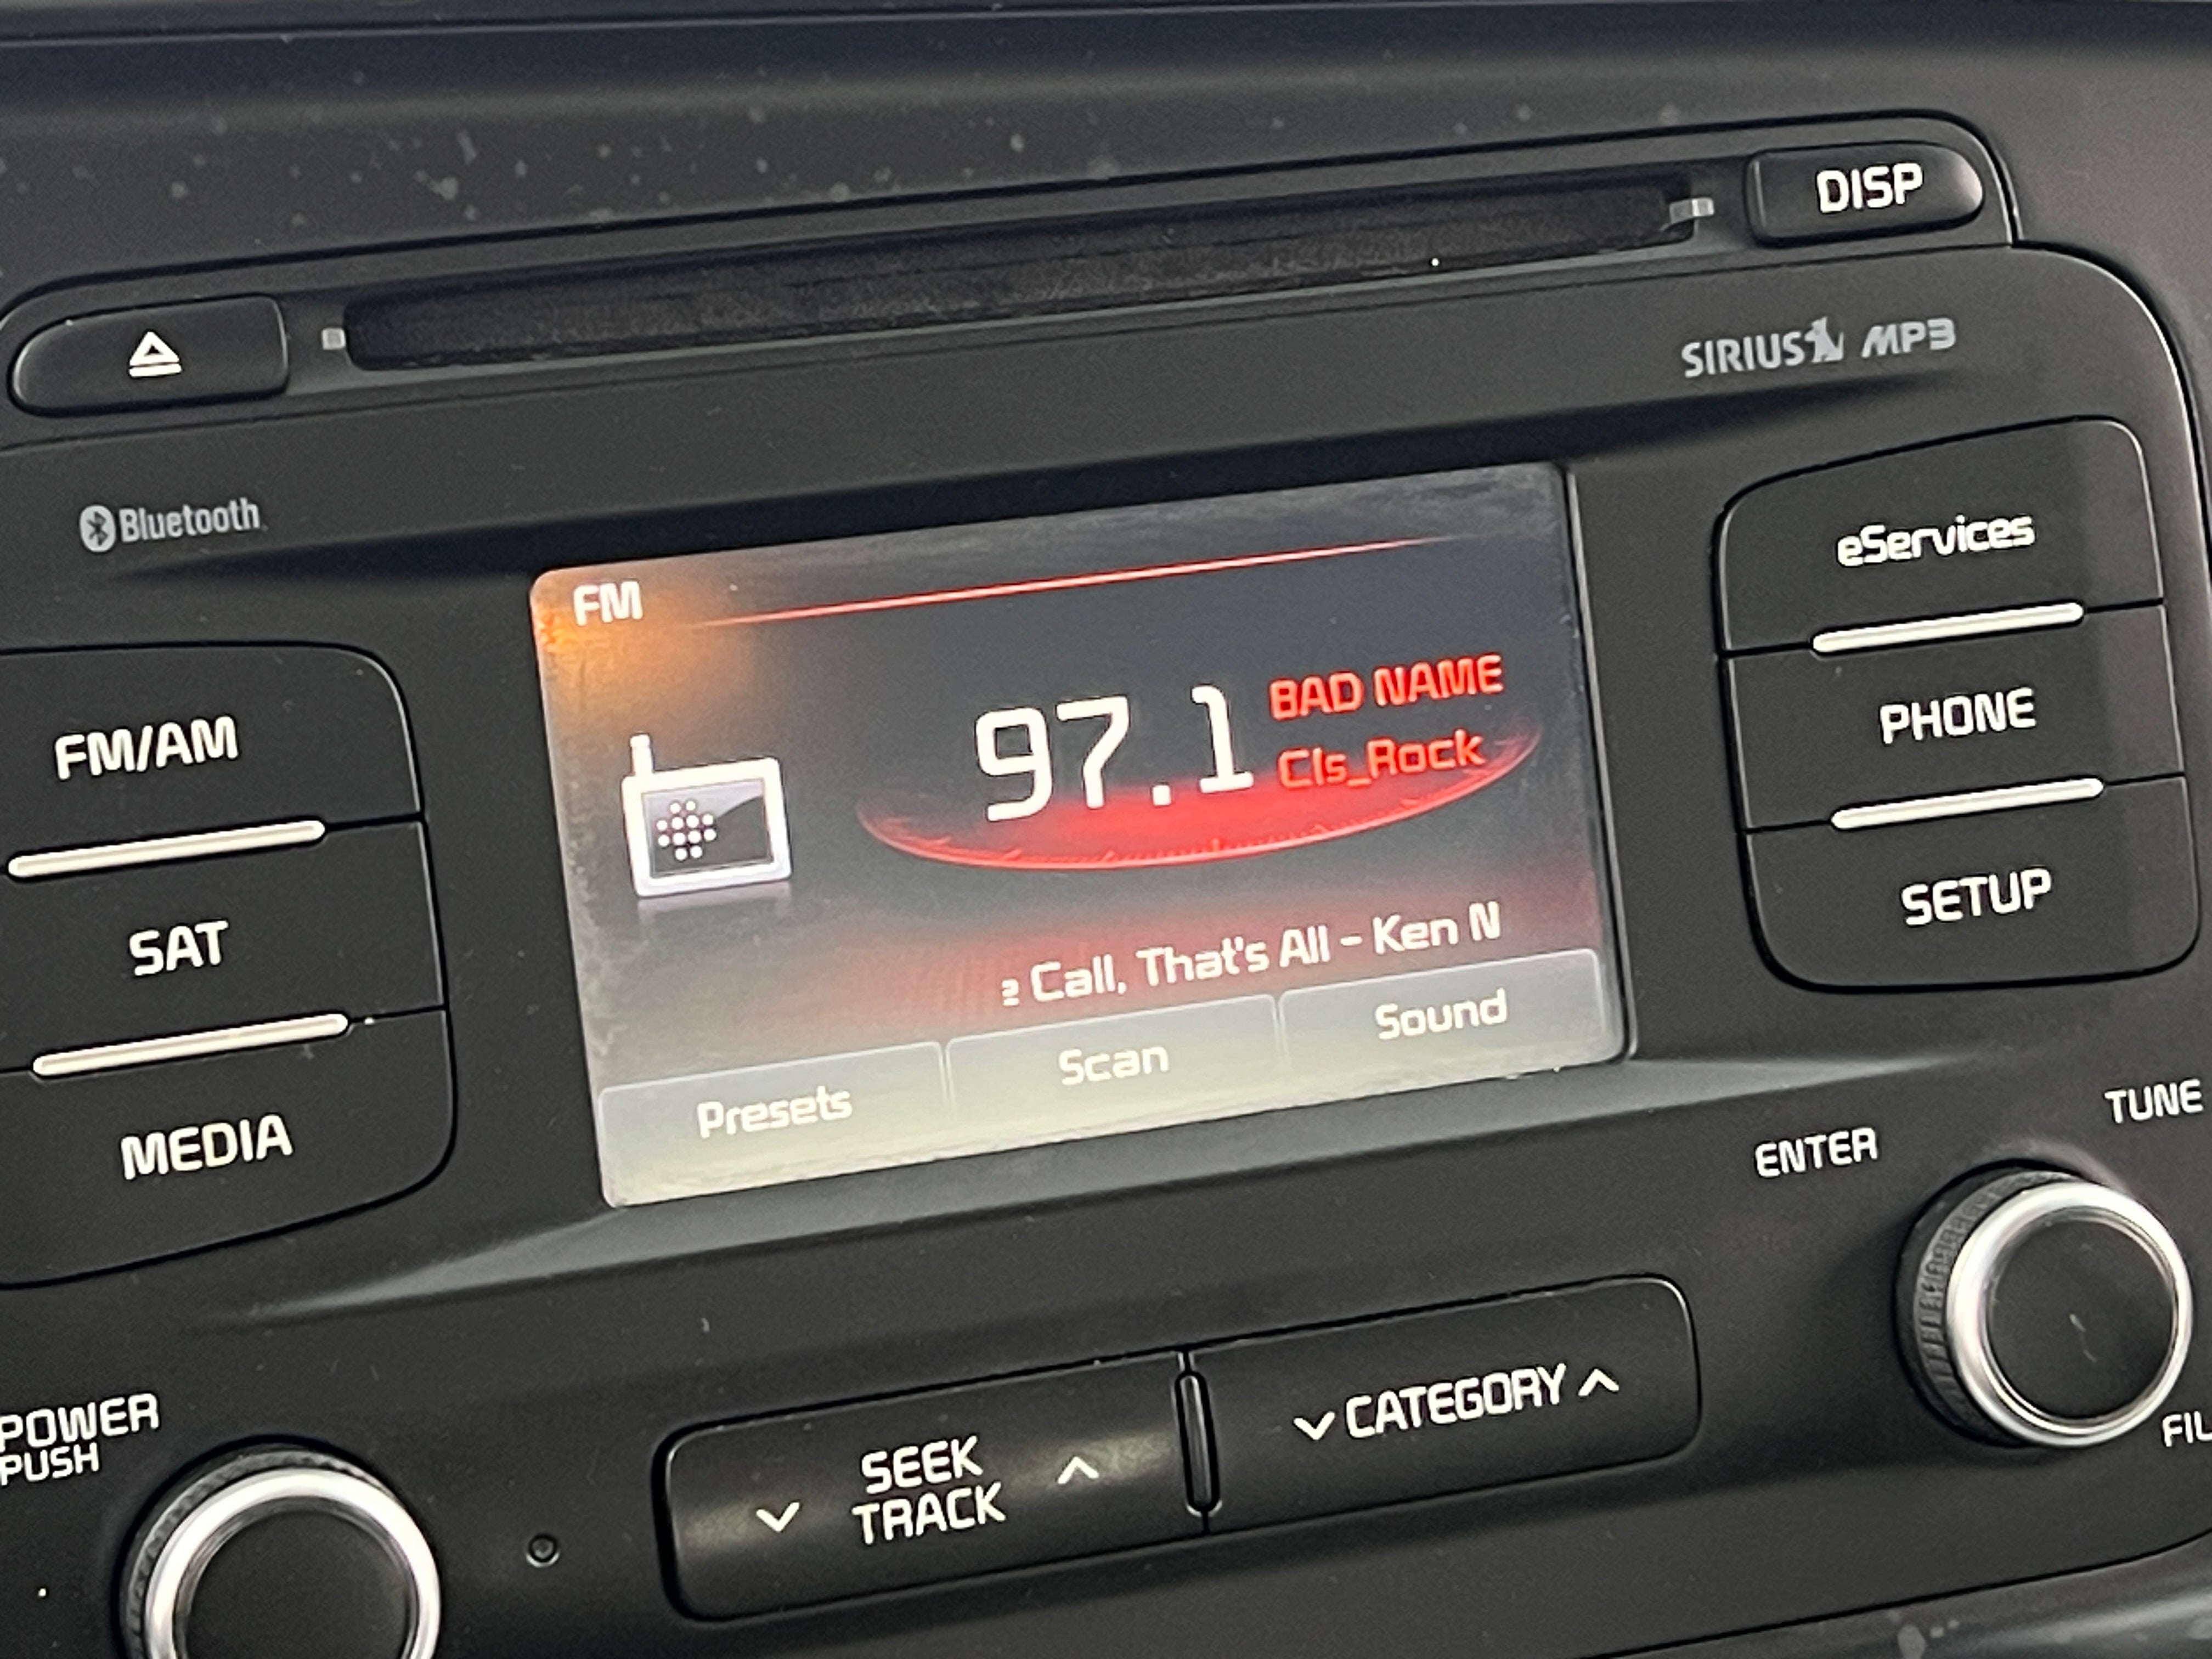 DISP
SIRIUS MP3
Bluetooth
eServices
FM
FM/AM
97.1
BAD NAME
Cls_Rock
PHONE
SAT
Call, That's All - Ken N
SETUP
Presets
Scan
Sound
MEDIA
ENTER
TUNE
POWER
PUSH
SEEK
TRACK
CATEGORY